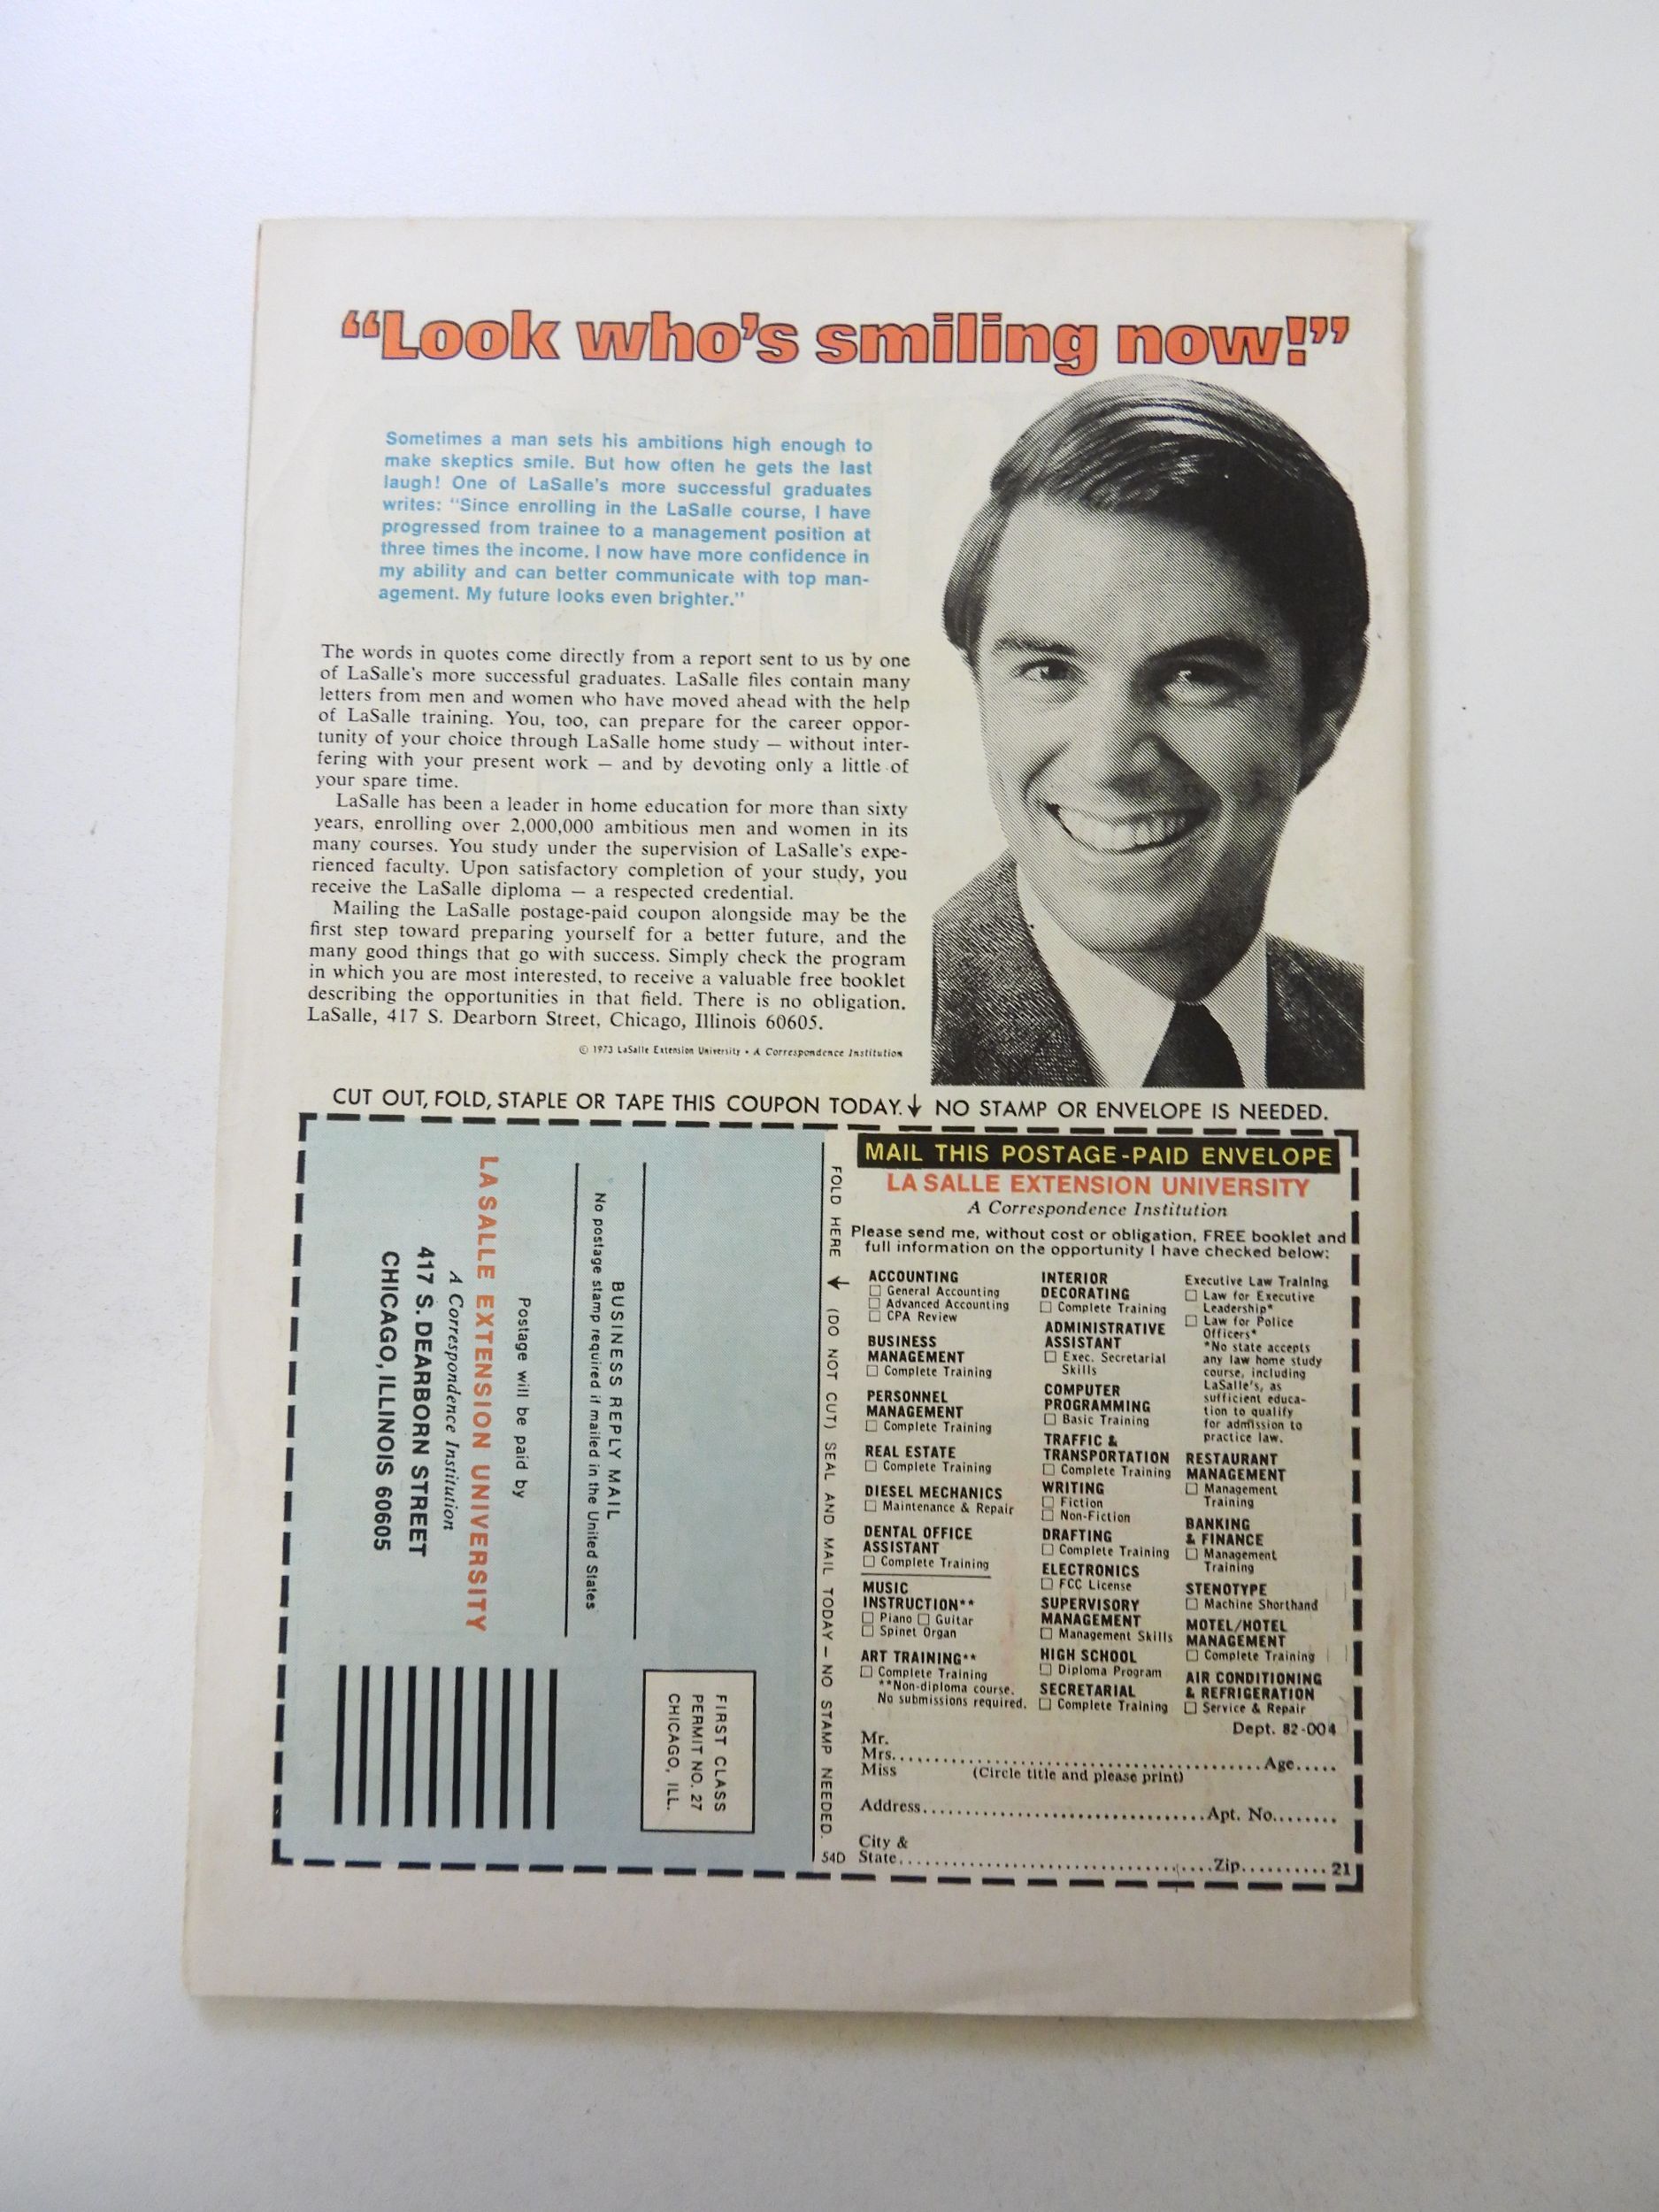 “Look who’s smiling now!”
Sometimes a man sets his ambitions high enough to
make skeptics smile. But how often he gets the last
laugh! One of LaSalle's more successful graduates
writes: “Since enrolling in the LaSalle course, I have
progressed from trainee to a management position at
three times the income. I now have more confidence in
my ability and can better communicate with top man-
agement. My future looks even brighter.”
The words in quotes come directly from a report sent to us by one
of LaSalle's more successful graduates. LaSalle files contain many
letters from men and women who have moved ahead with the help
of LaSalle training. You, too, can prepare for the career oppor-
tunity of your choice through LaSalle home study — without inter-
fering with your present work — and by devoting only a little of
your spare time.
LaSalle has been a leader in home education for more than sixty
years, enrolling over 2,000,000 ambitious men and women in its
many courses. You study under the supervision of LaSalle's expe-
rienced faculty. Upon satisfactory completion of your study, you
receive the LaSalle diploma — a respected credential.
Mailing the LaSalle postage-paid coupon alongside may be the
first step toward preparing yourself for a better future, and the
many good things that go with success. Simply check the program
in which you are most interested, to receive a valuable free booklet
describing the opportunities in that field. There is no obligation.
LaSalle, 417 S. Dearborn Street, Chicago, Illinois 60605.
© 1973 LaSalle Extension University • A Correspondence Institution
CUT OUT, FOLD, STAPLE OR TAPE THIS COUPON TODAY. ↓ NO STAMP OR ENVELOPE IS NEEDED.
FIRST CLASS
PERMIT NO. 27
CHICAGO, ILL.
BUSINESS REPLY MAIL
No postage stamp required if mailed in the United States
Postage will be paid by
LA SALLE EXTENSION UNIVERSITY
A Correspondence Institution
417 S. DEARBORN STREET
CHICAGO, ILLINOIS 60605
FOLD HERE ↓ (DO NOT CUT) SEAL AND MAIL TODAY — NO STAMP NEEDED.
54D
MAIL THIS POSTAGE-PAID ENVELOPE
LA SALLE EXTENSION UNIVERSITY
A Correspondence Institution
Please send me, without cost or obligation, FREE booklet and
full information on the opportunity I have checked below:
ACCOUNTING
☐ General Accounting
☐ Advanced Accounting
☐ CPA Review
BUSINESS
MANAGEMENT
☐ Complete Training
PERSONNEL
MANAGEMENT
☐ Complete Training
REAL ESTATE
☐ Complete Training
DIESEL MECHANICS
☐ Maintenance & Repair
DENTAL OFFICE
ASSISTANT
☐ Complete Training
MUSIC
INSTRUCTION**
☐ Piano ☐ Guitar
☐ Spinet Organ
ART TRAINING**
☐ Complete Training
**Non-diploma course.
No submissions required.
INTERIOR
DECORATING
☐ Complete Training
ADMINISTRATIVE
ASSISTANT
☐ Exec. Secretarial
Skills
COMPUTER
PROGRAMMING
☐ Basic Training
TRAFFIC &
TRANSPORTATION
☐ Complete Training
WRITING
☐ Fiction
☐ Non-Fiction
DRAFTING
☐ Complete Training
ELECTRONICS
☐ FCC License
SUPERVISORY
MANAGEMENT
☐ Management Skills
HIGH SCHOOL
☐ Diploma Program
SECRETARIAL
☐ Complete Training
Executive Law Training
☐ Law for Executive
Leadership*
☐ Law for Police
Officers*
*No state accepts
any law home study
course, including
LaSalle's, as
sufficient educa-
tion to qualify
for admission to
practice law.
RESTAURANT
MANAGEMENT
☐ Management
Training
BANKING
& FINANCE
☐ Management
Training
STENOTYPE
☐ Machine Shorthand
MOTEL/HOTEL
MANAGEMENT
☐ Complete Training
AIR CONDITIONING
& REFRIGERATION
☐ Service & Repair
Dept. 82-004
Mr.
Mrs. Age
Miss (Circle title and please print)
Address Apt. No.
City &
State Zip 21